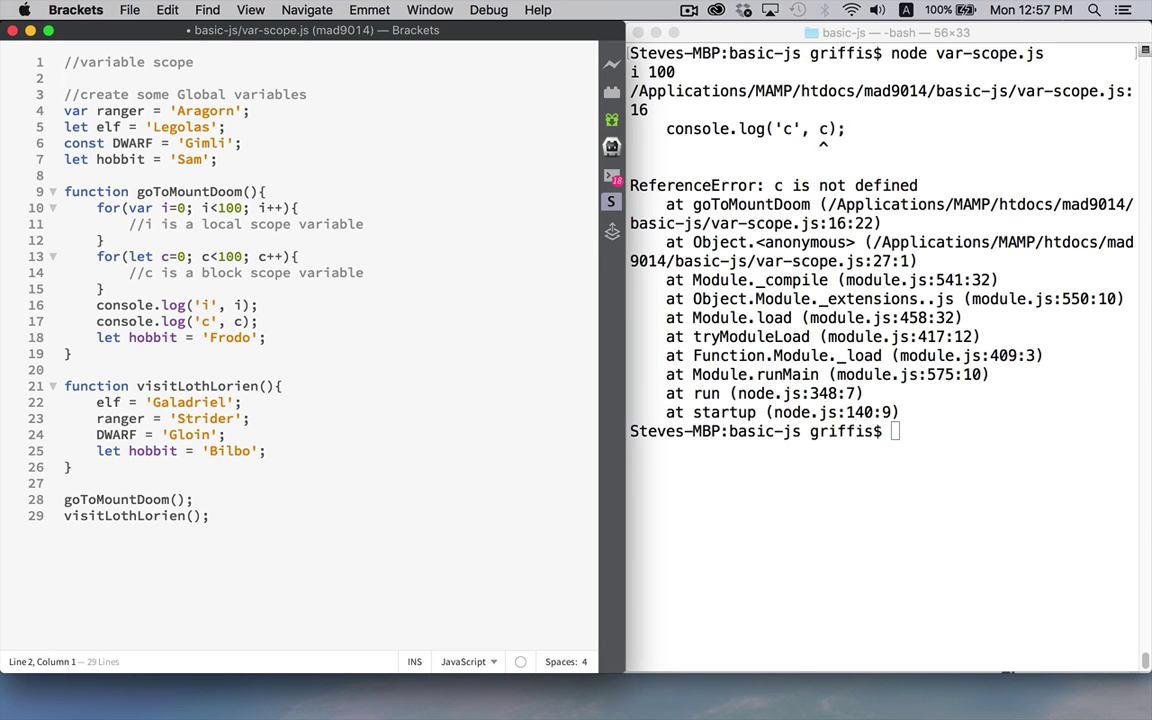 Brackets File Edit Find View Navigate Emmet Window Debug Help A 100% Mon 12:57 PM
• basic-js/var-scope.js (mad9014) — Brackets
1 //variable scope
2
3 //create some Global variables
4 var ranger = 'Aragorn';
5 let elf = 'Legolas';
6 const DWARF = 'Gimli';
7 let hobbit = 'Sam';
8
9 function goToMountDoom(){
10 for(var i=0; i<100; i++){
11 //i is a local scope variable
12 }
13 for(let c=0; c<100; c++){
14 //c is a block scope variable
15 }
16 console.log('i', i);
17 console.log('c', c);
18 let hobbit = 'Frodo';
19 }
20
21 function visitLothLorien(){
22 elf = 'Galadriel';
23 ranger = 'Strider';
24 DWARF = 'Gloin';
25 let hobbit = 'Bilbo';
26 }
27
28 goToMountDoom();
29 visitLothLorien();
Line 2, Column 1 — 29 Lines INS JavaScript Spaces: 4
18
S
basic-js — -bash — 56×33
Steves-MBP:basic-js griffis$ node var-scope.js
i 100
/Applications/MAMP/htdocs/mad9014/basic-js/var-scope.js:
16
console.log('c', c);
^
ReferenceError: c is not defined
at goToMountDoom (/Applications/MAMP/htdocs/mad9014/
basic-js/var-scope.js:16:22)
at Object.<anonymous> (/Applications/MAMP/htdocs/mad
9014/basic-js/var-scope.js:27:1)
at Module._compile (module.js:541:32)
at Object.Module._extensions..js (module.js:550:10)
at Module.load (module.js:458:32)
at tryModuleLoad (module.js:417:12)
at Function.Module._load (module.js:409:3)
at Module.runMain (module.js:575:10)
at run (node.js:348:7)
at startup (node.js:140:9)
Steves-MBP:basic-js griffis$